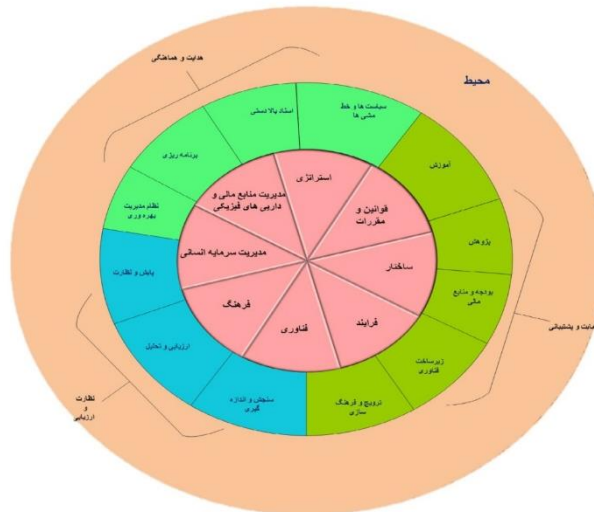 هدایت و هماهنگی
محیط
سیاست ها و خط
مشی ها
اسناد بالا دستی
برنامه ریزی
نظام مدیریت
بهره وری
آموزش
پژوهش
بودجه و منابع
مالی
زیرساخت
فناوری
ترویج و فرهنگ
سازی
سنجش و اندازه
گیری
ارزیابی و تحلیل
پایش و نظارت
استراتژی
قوانین و
مقررات
ساختار
فرایند
فناوری
فرهنگ
مدیریت سرمایه انسانی
مدیریت منابع مالی و
دارایی های فیزیکی
و پشتیبانی
نظارت
و
ارزیابی